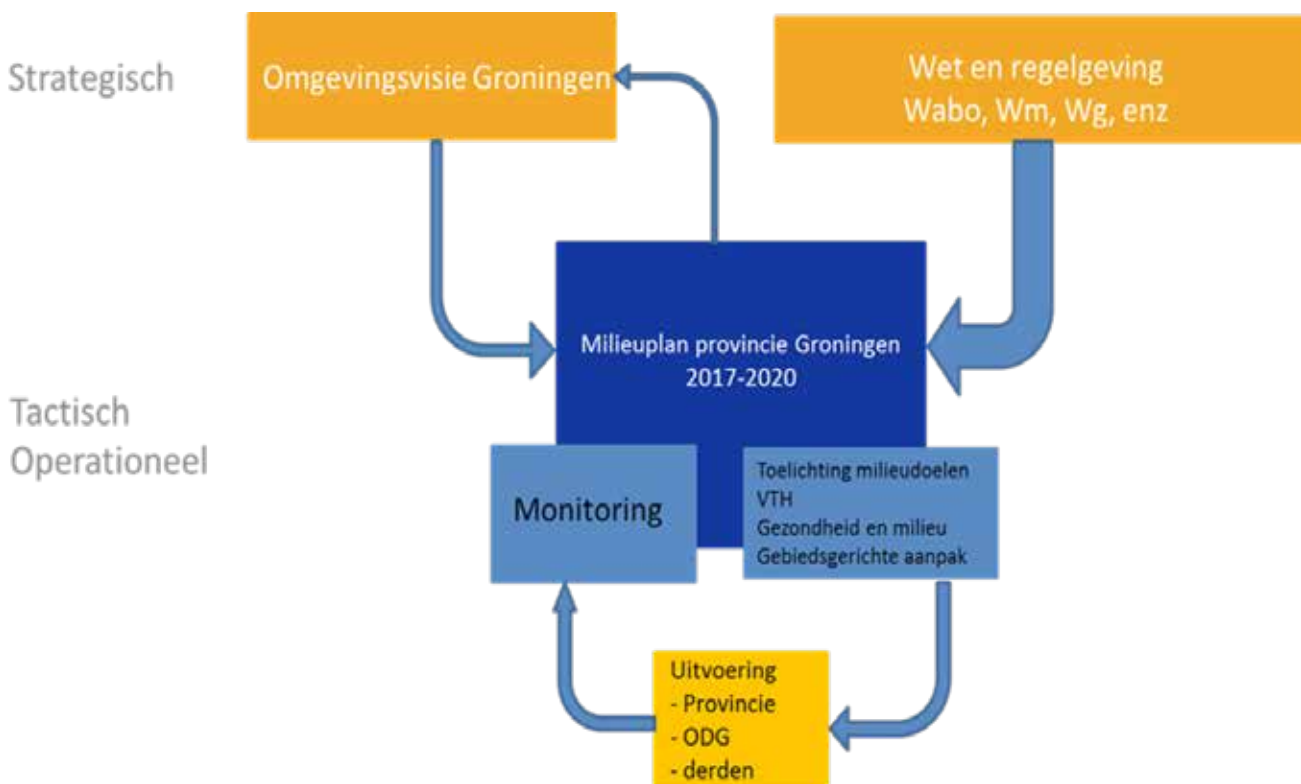 Strategisch
Omgevingsvisie Groningen
Wet en regelgeving
Wabo, Wm, Wg, enz
Milieuplan provincie Groningen
2017-2020
Tactisch
Operationeel
Monitoring
Toelichting milieudoelen
VTH
Gezondheid en milieu
Gebiedsgerichte aanpak
Uitvoering
- Provincie
- ODG
- derden